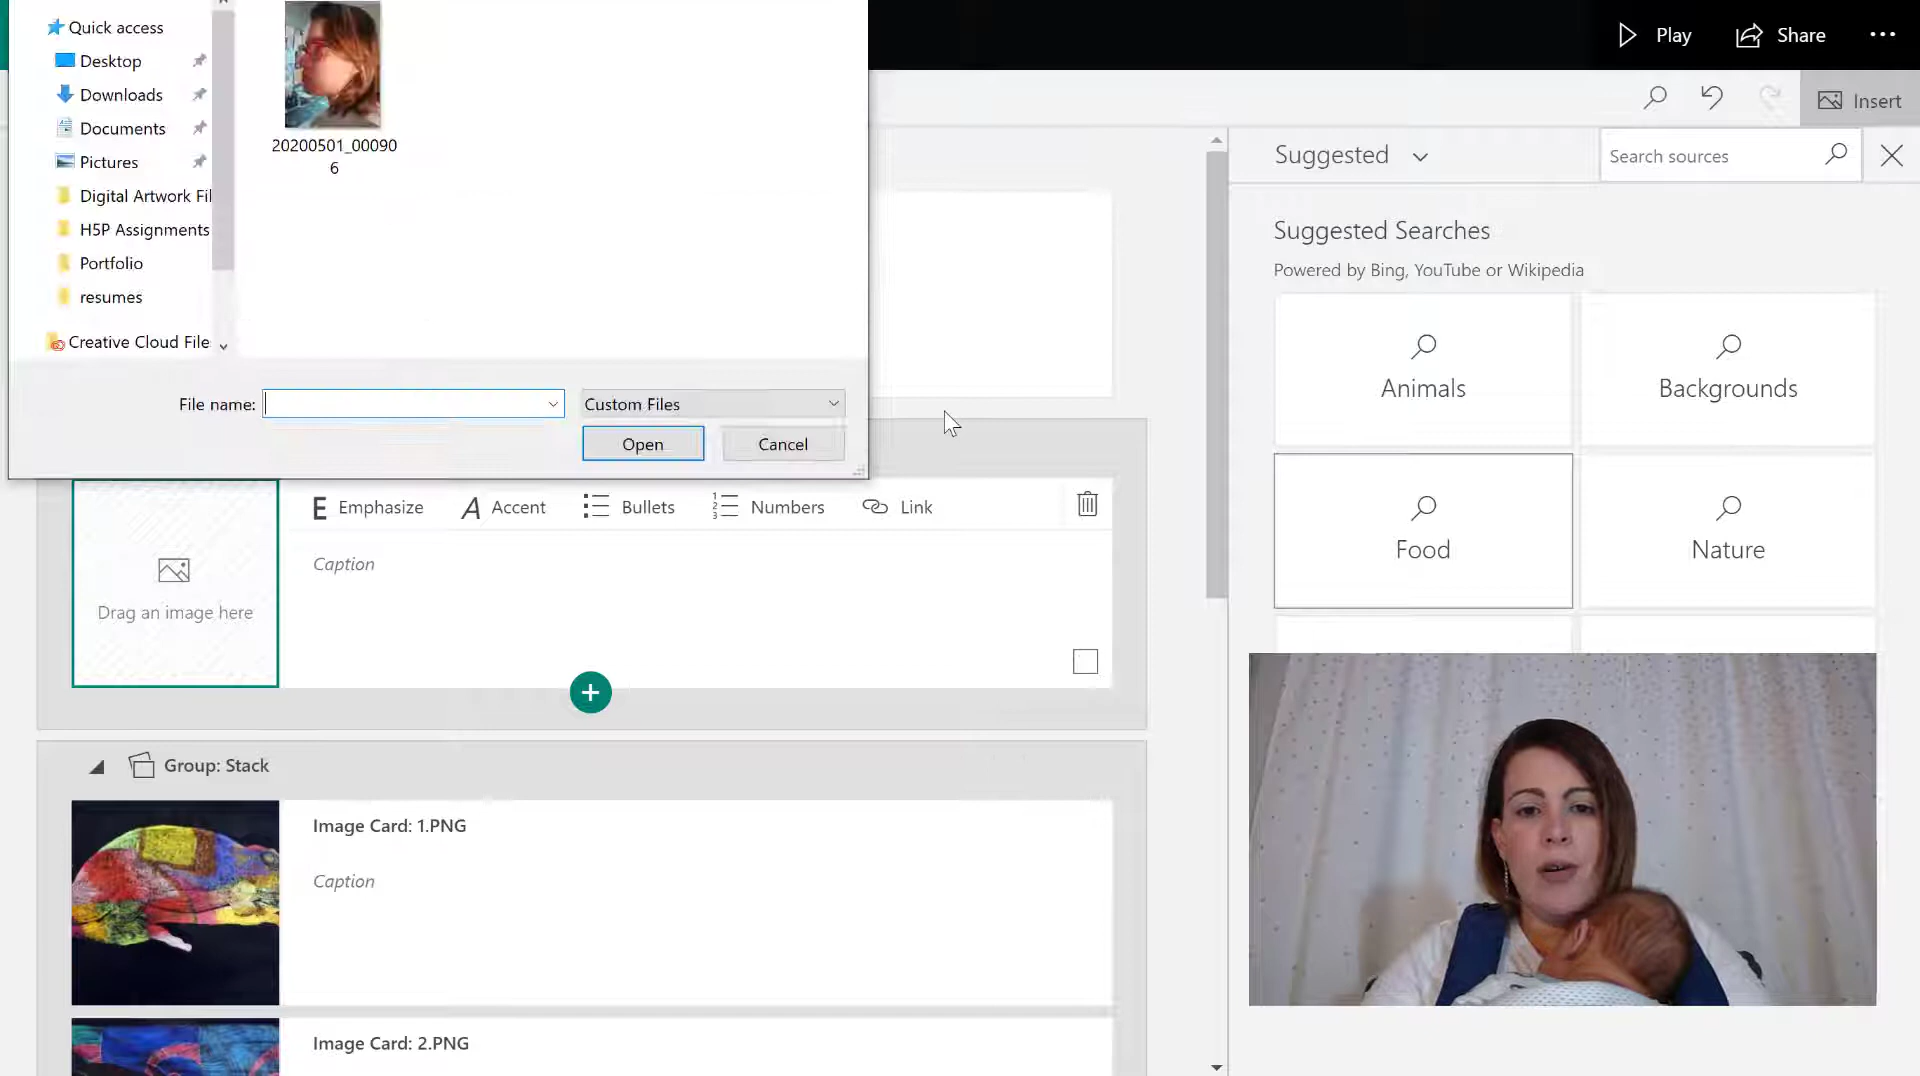 Quick access
Desktop
Downloads
Documents
Pictures
Digital Artwork Fil
H5P Assignments
Portfolio
resumes
Creative Cloud File
20200501_00090
6
File name:
Custom Files
Open
Cancel
Play
Share
Insert
Suggested
Search sources
Suggested Searches
Powered by Bing, YouTube or Wikipedia
Animals
Backgrounds
Food
Nature
E Emphasize
A Accent
Bullets
1
2
3
Numbers
Link
Drag an image here
Caption
Group: Stack
Image Card: 1.PNG
Caption
Image Card: 2.PNG